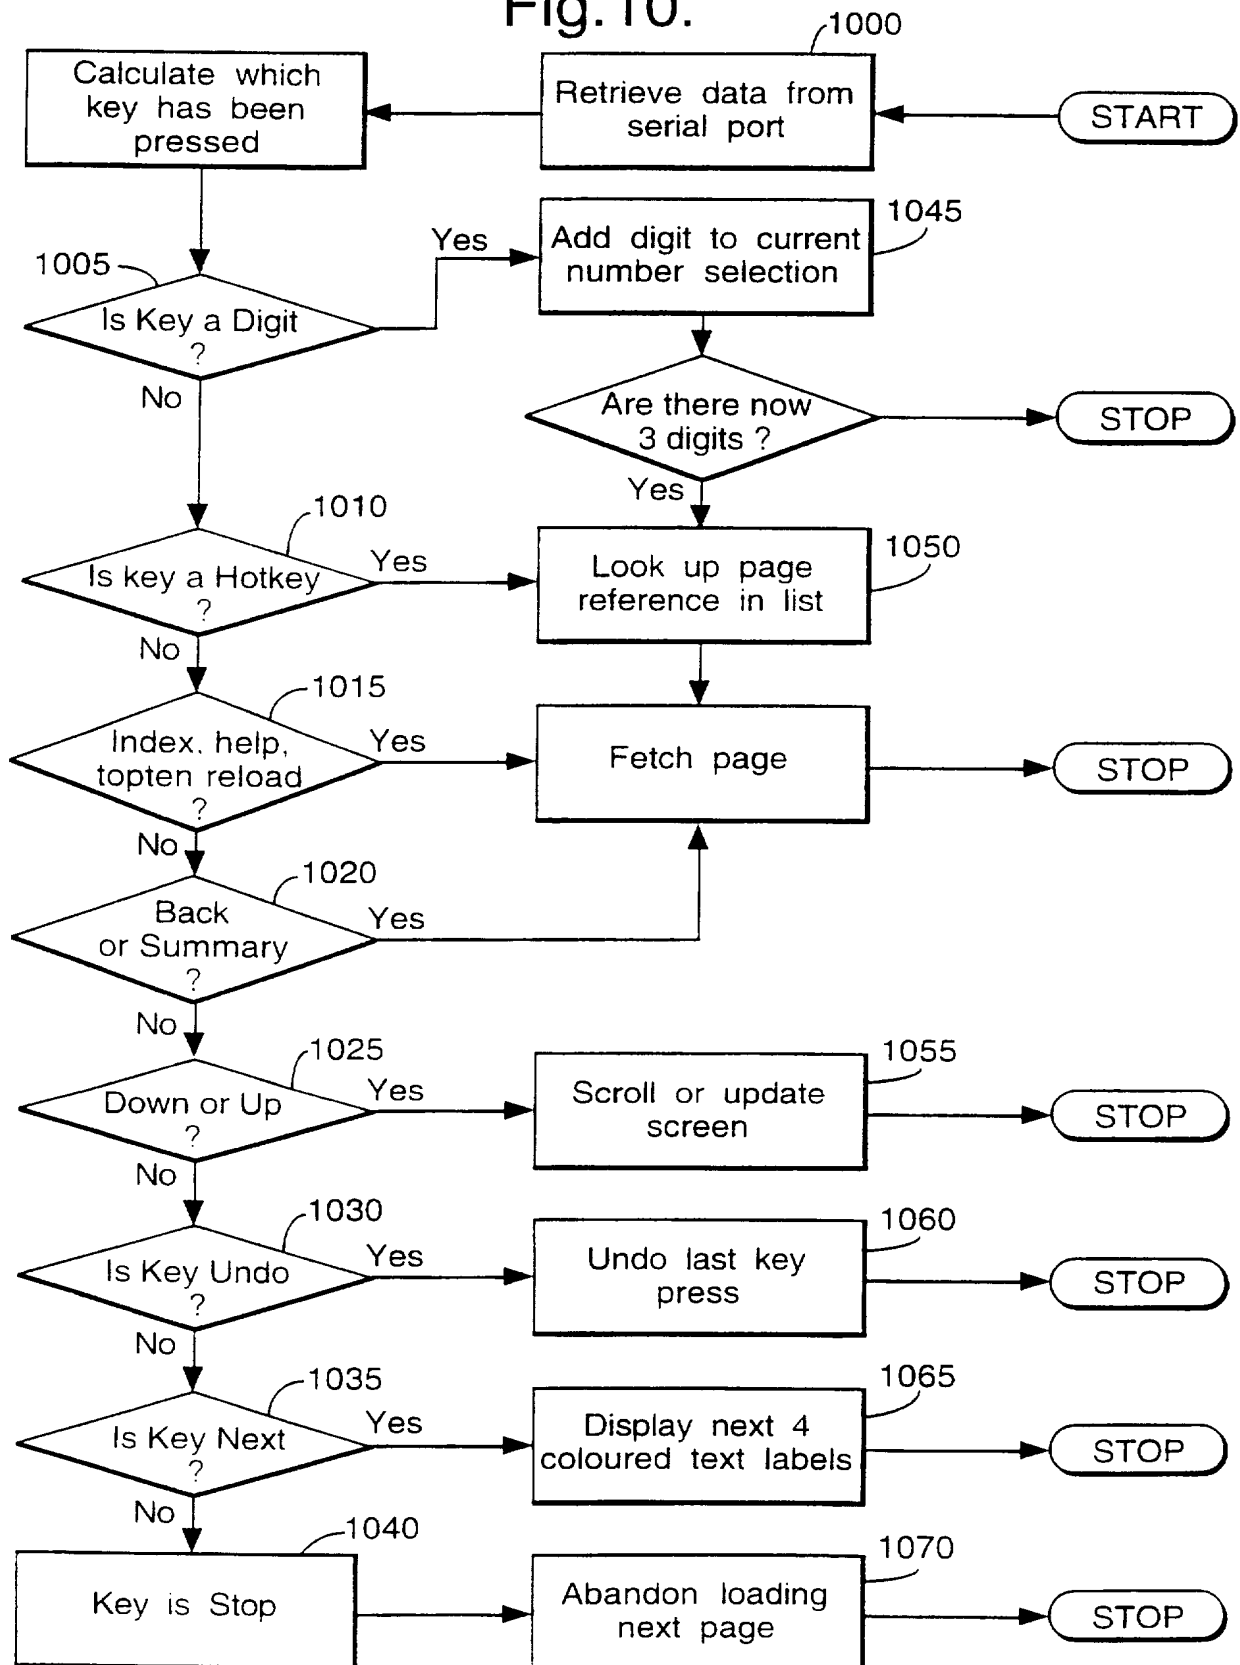 Fig.10.
1000
Calculate which
key has been
pressed
Retrieve data from
serial port
START
1045
Yes
Add digit to current
number selection
1005
Is Key a Digit
?
No
Are there now
3 digits ?
STOP
Yes
1010
Is key a Hotkey
?
Yes
1050
Look up page
reference in list
No
1015
Index, help,
topten reload
?
Yes
Fetch page
STOP
No
1020
Back
or Summary
?
Yes
No
1025
Down or Up
?
Yes
1055
Scroll or update
screen
STOP
No
1030
Is Key Undo
?
Yes
1060
Undo last key
press
STOP
No
1035
Is Key Next
?
Yes
1065
Display next 4
coloured text labels
STOP
No
1040
Key is Stop
1070
Abandon loading
next page
STOP